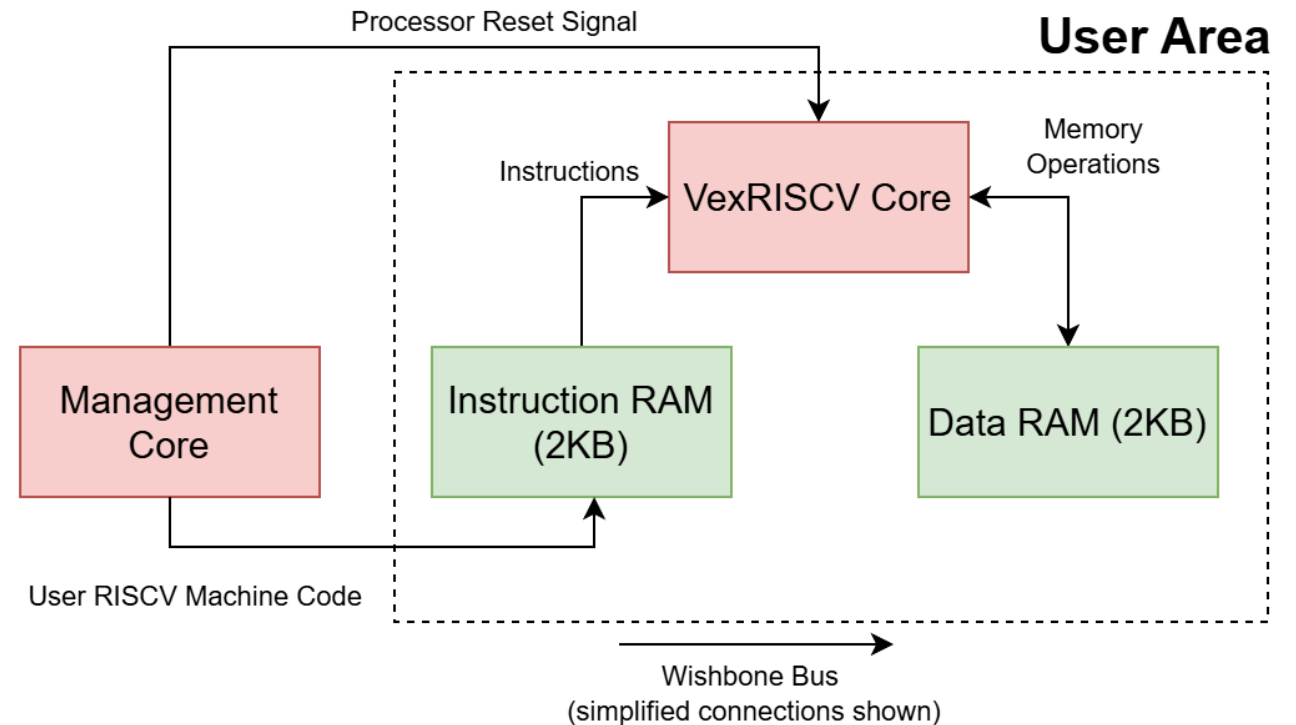 Processor Reset Signal
User Area
Memory
Operations
Instructions
VexRISCV Core
Management
Core
Instruction RAM
(2KB)
Data RAM (2KB)
User RISCV Machine Code
Wishbone Bus
(simplified connections shown)